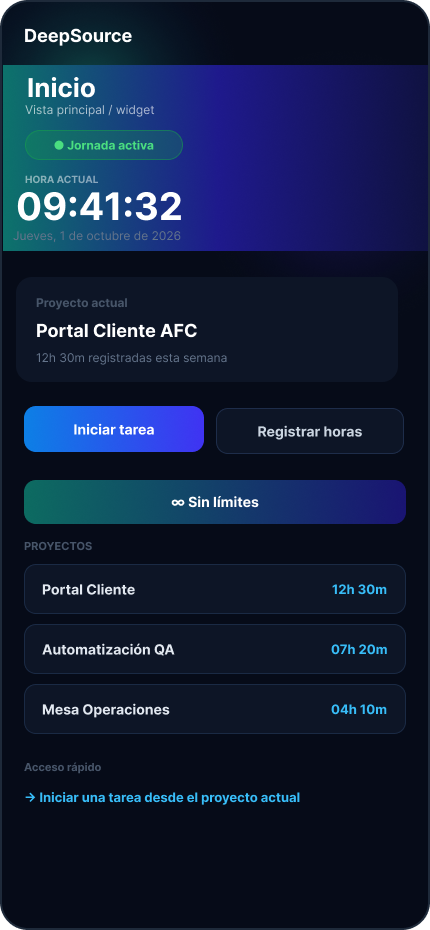 DeepSource
Inicio
Vista principal / widget
● Jornada activa
HORA ACTUAL
09:41:32
Jueves, 1 de octubre de 2026
Proyecto actual
Portal Cliente AFC
12h 30m registradas esta semana
Iniciar tarea
Registrar horas
∞ Sin límites
PROYECTOS
Portal Cliente 12h 30m
Automatización QA 07h 20m
Mesa Operaciones 04h 10m
Acceso rápido
→ Iniciar una tarea desde el proyecto actual